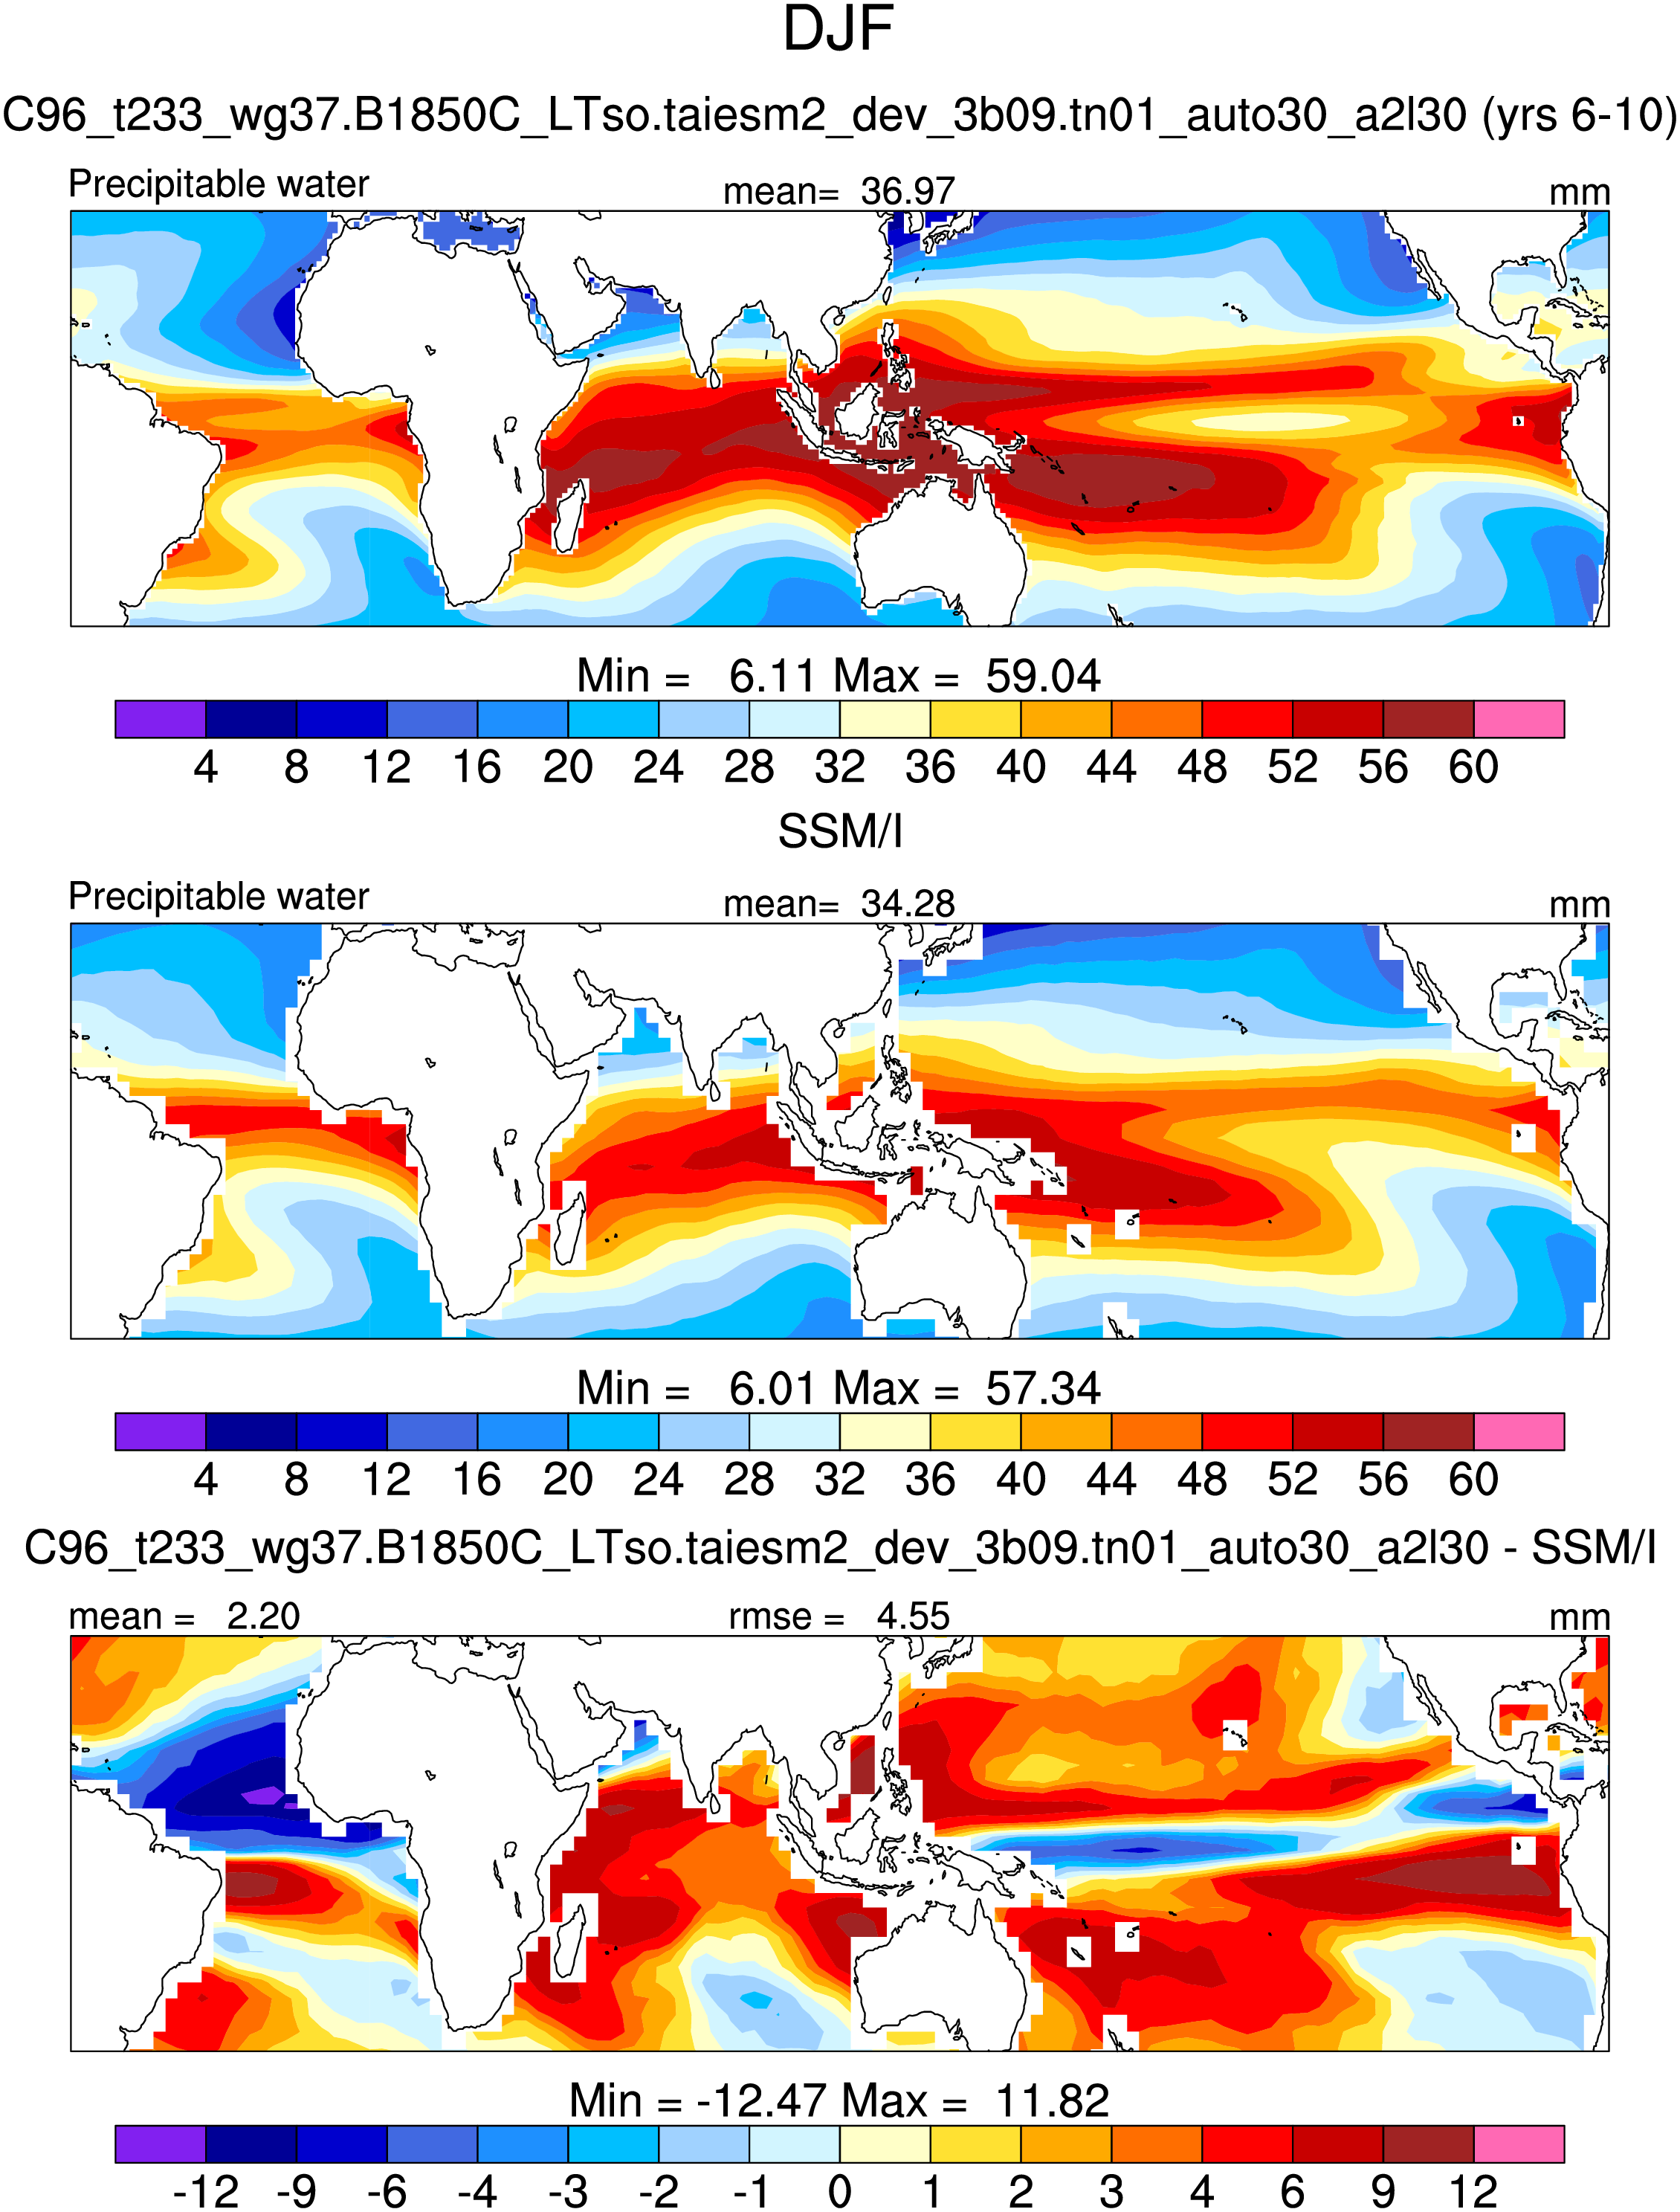 DJF
C96_t233_wg37.B1850C_LTso.taiesm2_dev_3b09.tn01_auto30_a2l30 (yrs 6-10)
Precipitable water mean= 36.97 mm
Min = 6.11 Max = 59.04
4 8 12 16 20 24 28 32 36 40 44 48 52 56 60
SSM/I
Precipitable water mean= 34.28 mm
Min = 6.01 Max = 57.34
4 8 12 16 20 24 28 32 36 40 44 48 52 56 60
C96_t233_wg37.B1850C_LTso.taiesm2_dev_3b09.tn01_auto30_a2l30 - SSM/I
mean = 2.20 rmse = 4.55 mm
Min = -12.47 Max = 11.82
-12 -9 -6 -4 -3 -2 -1 0 1 2 3 4 6 9 12